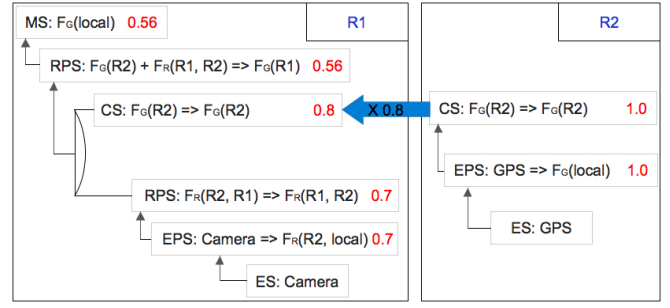 MS: FG(local) 0.56
R1
RPS: FG(R2) + FR(R1, R2) => FG(R1) 0.56
CS: FG(R2) => FG(R2) 0.8
X 0.8
RPS: FR(R2, R1) => FR(R1, R2) 0.7
EPS: Camera => FR(R2, local) 0.7
ES: Camera
R2
CS: FG(R2) => FG(R2) 1.0
EPS: GPS => FG(local) 1.0
ES: GPS